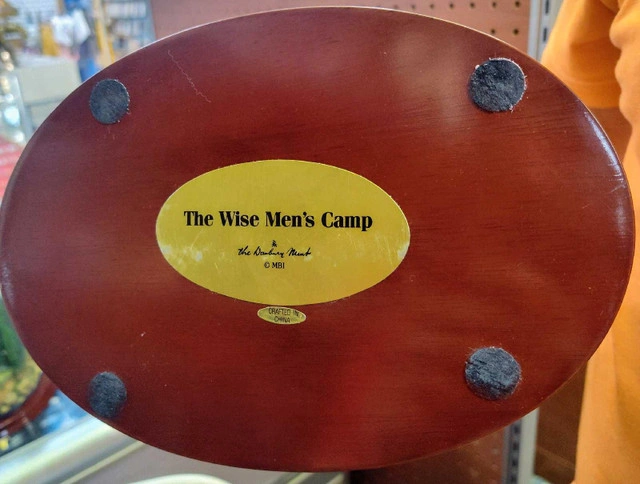 The Wise Men's Camp
the Danbury Mint
© MBI
CRAFTED IN
CHINA